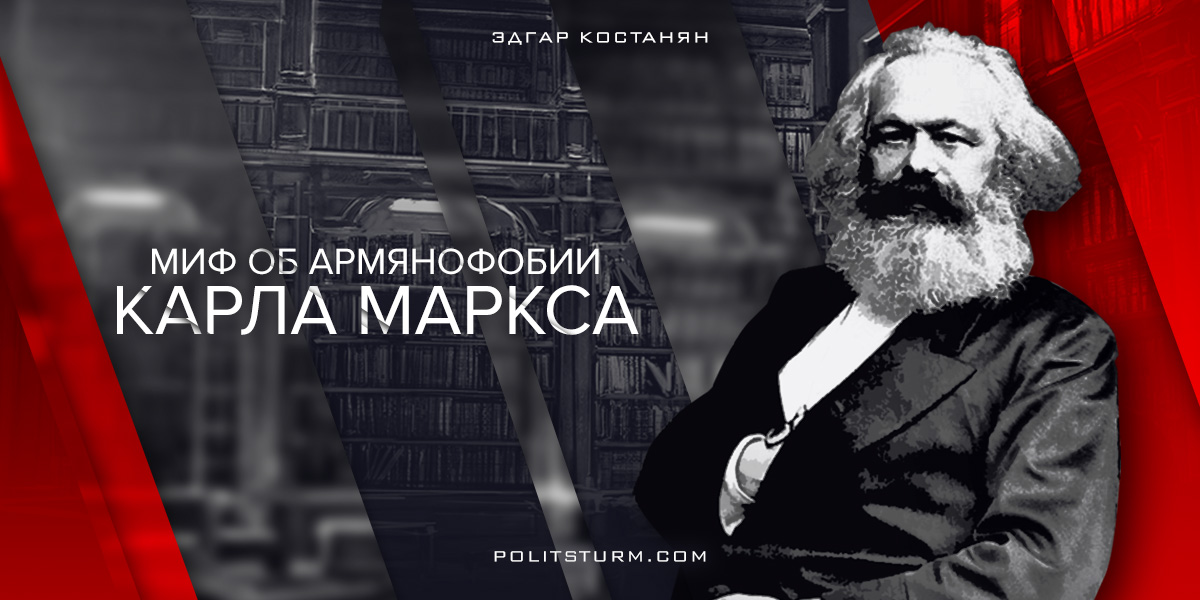 ЭДГАР КОСТАНЯН
МИФ ОБ АРМЯНОФОБИИ
КАРЛА МАРКСА
POLITSTURM.COM